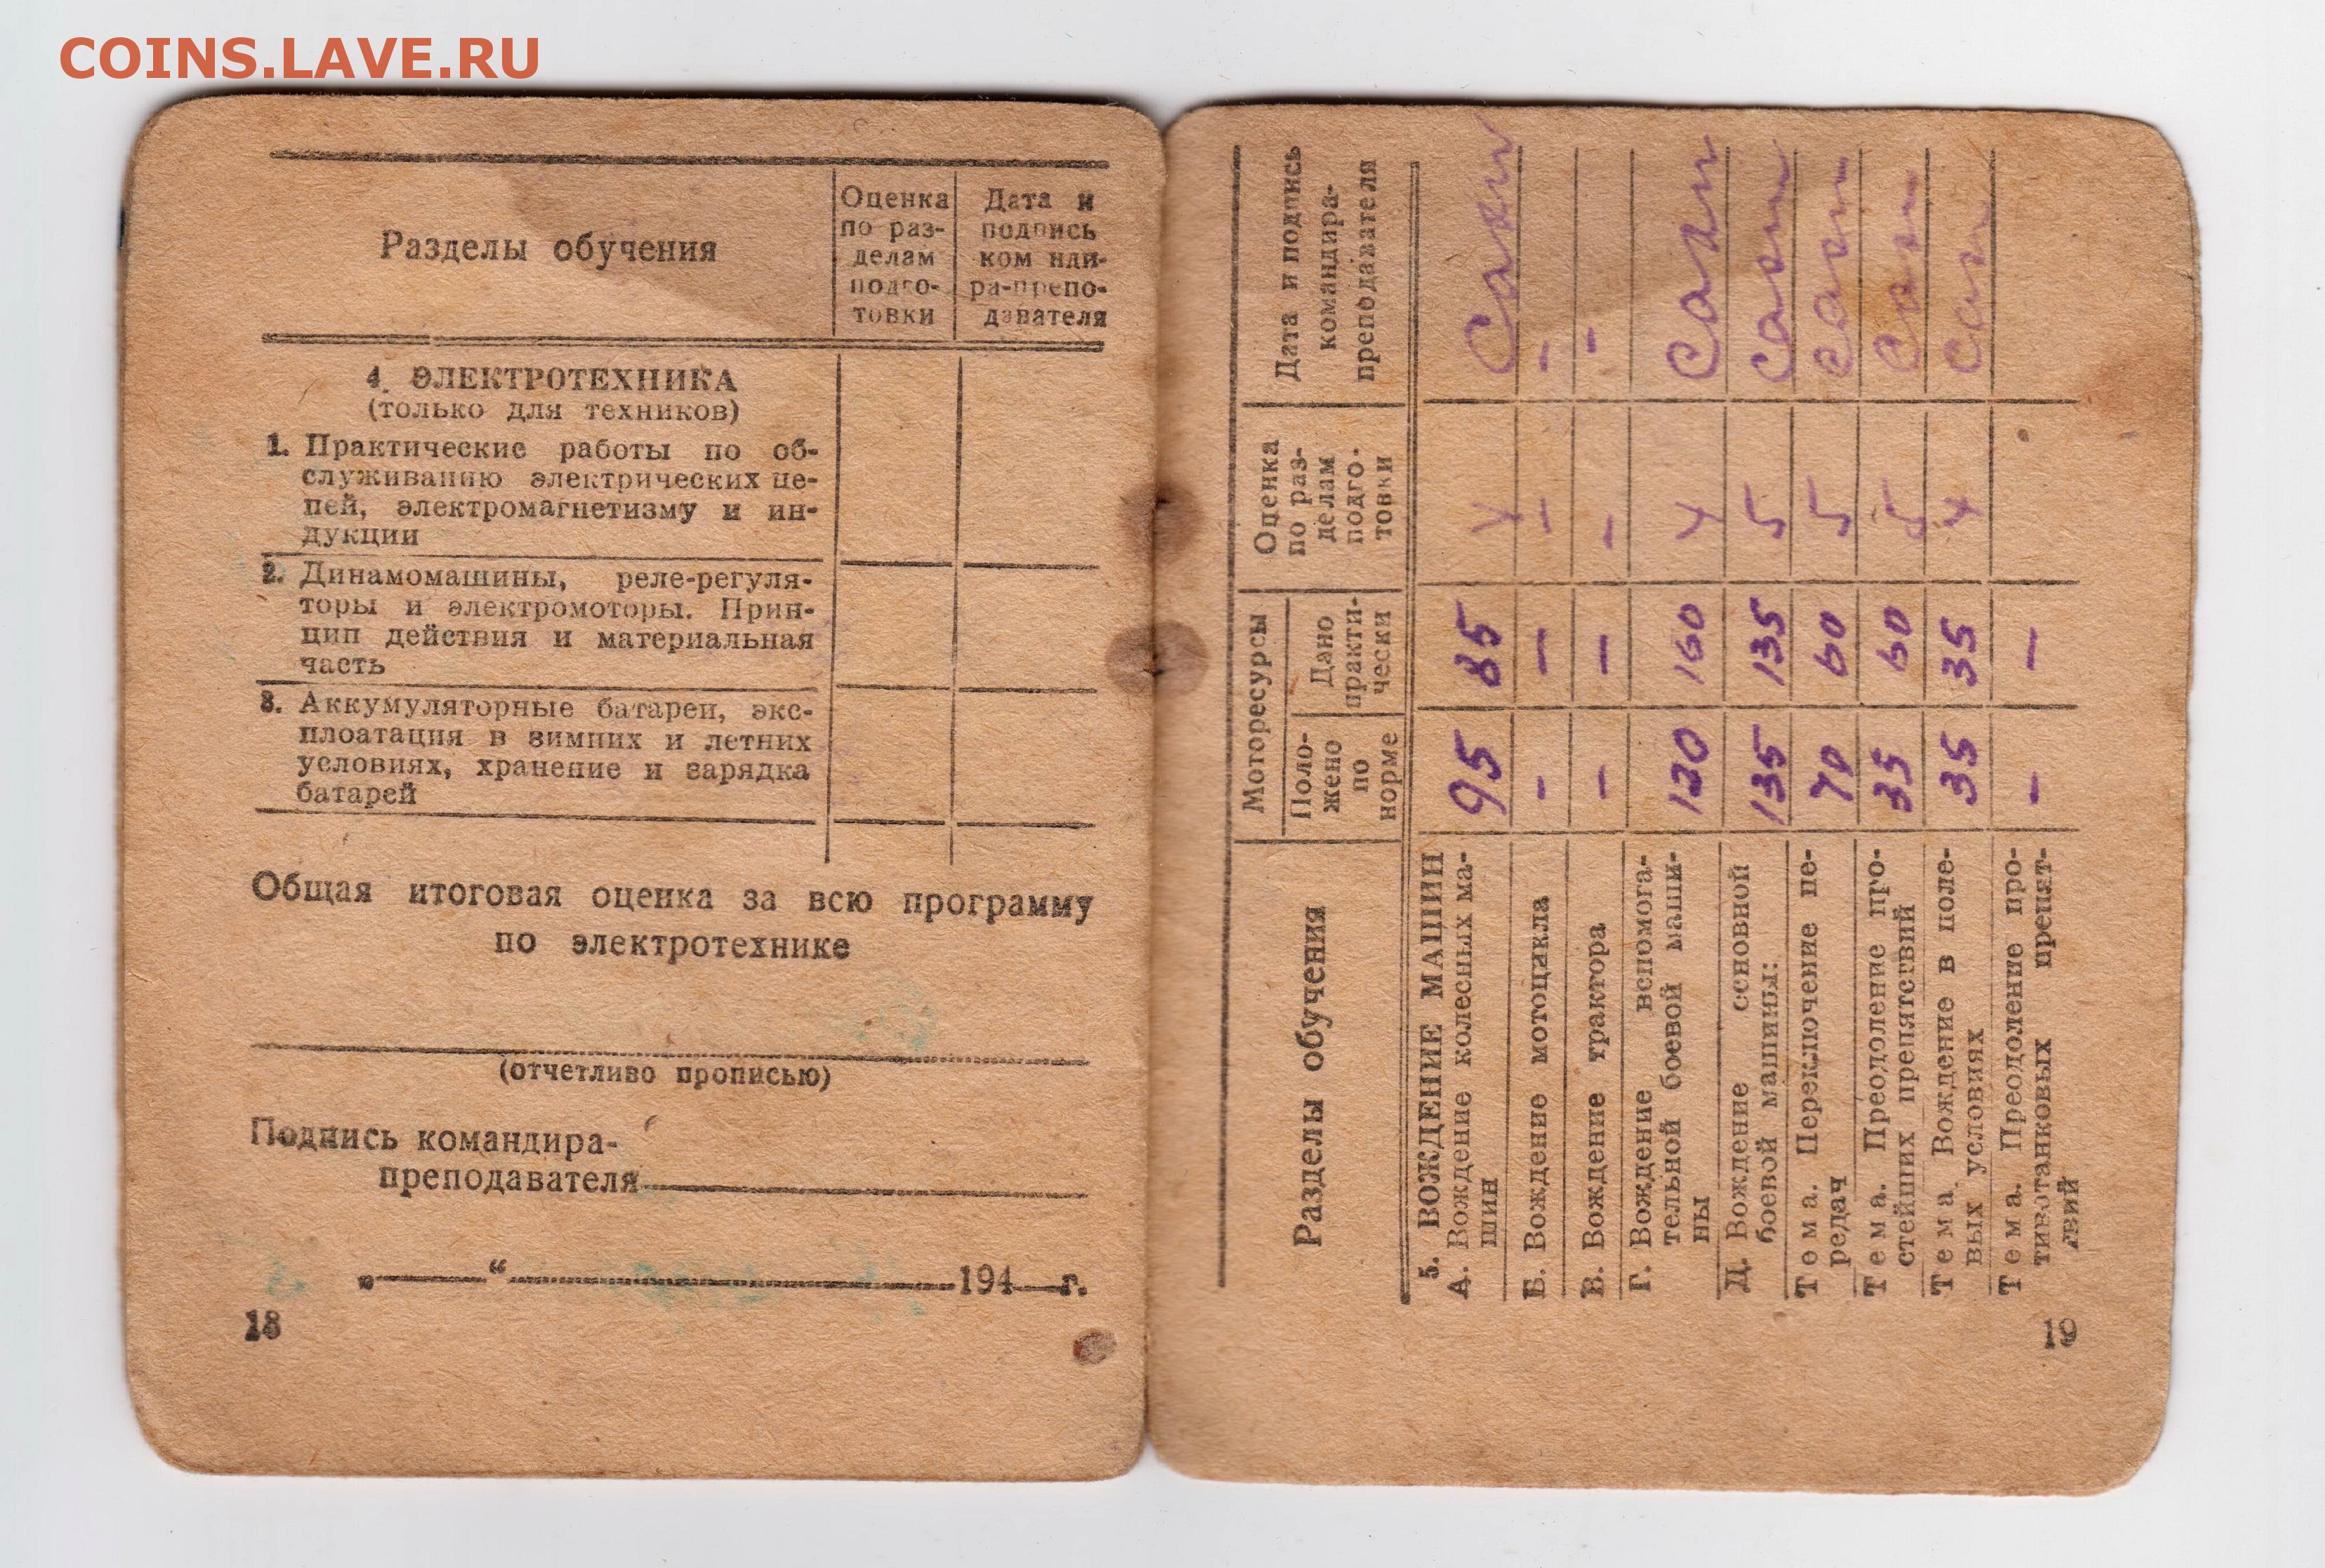 COINS.LAVE.RU
Разделы обучения
Оценка
по раз-
делам
подго-
товки
Дата и
подпись
ком нди-
ра-препо-
давателя
4. ЭЛЕКТРОТЕХНИКА
(только для техников)
1. Практические работы по об-
служиванию электрических це-
пей, электромагнетизму и ин-
дукции
2. Динамомашины, реле-регуля-
торы и электромоторы. Прин-
цип действия и материальная
часть
3. Аккумуляторные батареи, экс-
плоатация в зимних и летних
условиях, хранение и зарядка
батарей
Общая итоговая оценка за всю программу
по электротехнике
(отчетливо прописью)
Подпись командира-
преподавателя
„ “ 194 г.
18
Разделы обучения
Моторесурсы
Поло-
жено
по
норме
Дано
практи-
чески
Оценка
по раз-
делам
подго-
товки
Дата и подпись
командира-
преподавателя
5. ВОЖДЕНИЕ МАШИН
А. Вождение колесных ма-
шин 95 85 4
Б. Вождение мотоцикла - - - -
В. Вождение трактора - - - -
Г. Вождение вспомога-
тельной боевой маши-
ны 120 160 4
Д. Вождение основной
боевой машины: 135 135 5
Тема. Переключение пе-
редач 70 60 5
Тема. Преодоление про-
стейших препятствий 35 60 5
Тема Вождение в поле-
вых условиях 35 35 4
Тема. Преодоление про-
тивотанковых препят-
твий - -
19